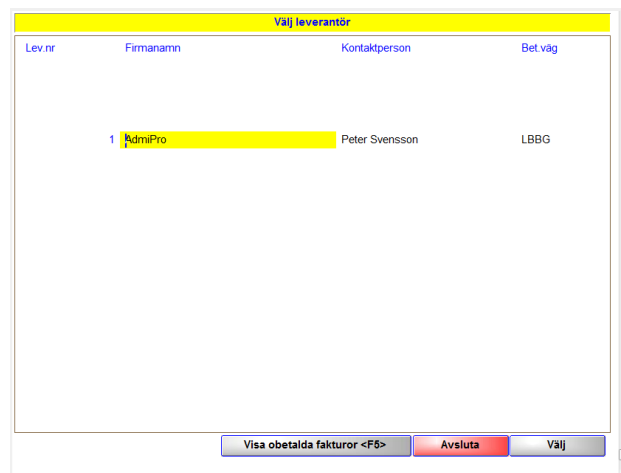 Välj leverantör
Lev.nr Firmanamn Kontaktperson Bet.väg
1 AdmiPro Peter Svensson LBBG
Visa obetalda fakturor <F5> Avsluta Välj